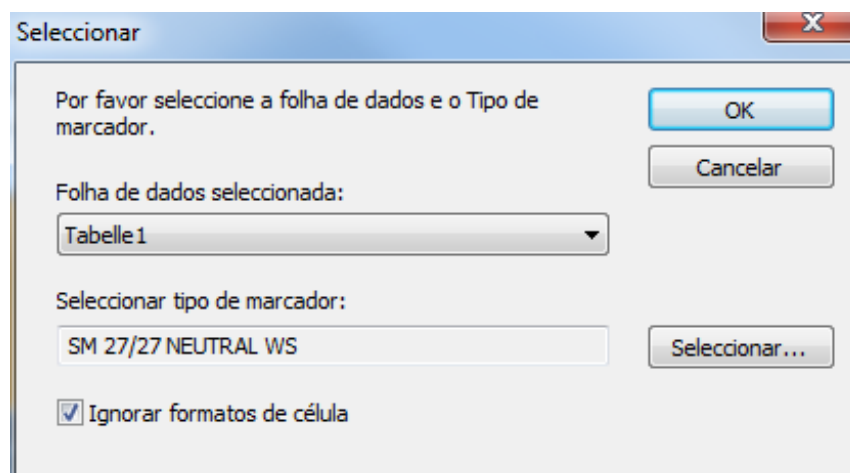 Seleccionar
Por favor seleccione a folha de dados e o Tipo de
marcador.
OK
Cancelar
Folha de dados seleccionada:
Tabelle1
Seleccionar tipo de marcador:
SM 27/27 NEUTRAL WS
Seleccionar...
Ignorar formatos de célula